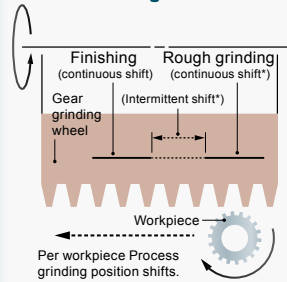 Finishing
(continuous shift)
Rough grinding
(continuous shift*)
Gear
grinding
wheel
(Intermittent shift*)
Workpiece
Per workpiece Process
grinding position shifts.